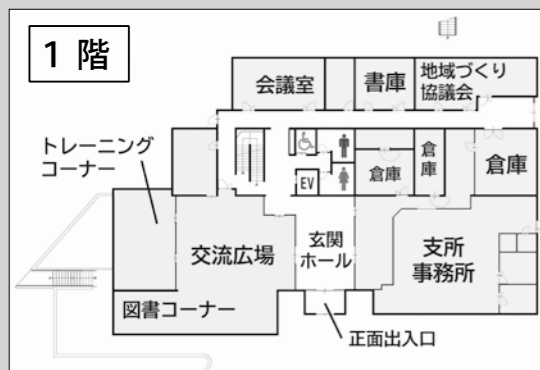 1 階
会議室
書庫
地域づくり
協議会
トレーニング
コーナー
倉庫
倉庫
倉庫
EV
交流広場
玄関
ホール
支所
事務所
図書コーナー
正面出入口